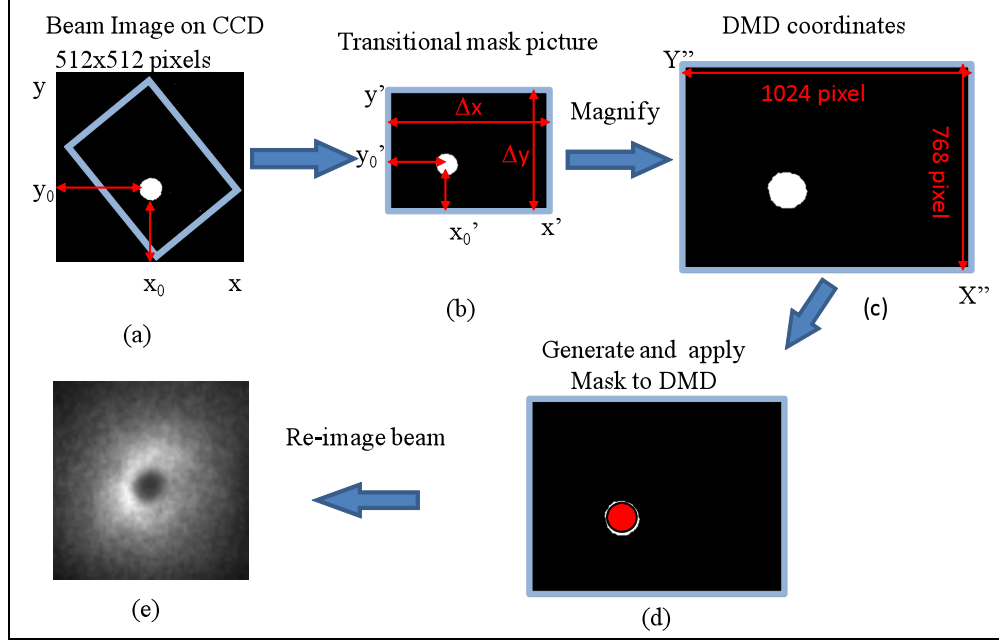 Beam Image on CCD
512x512 pixels
y
y₀
x₀
x
(a)
Transitional mask picture
y’
Δx
y₀’
Δy
x₀’
x’
(b)
Magnify
DMD coordinates
Y”
1024 pixel
768 pixel
X”
(c)
Generate and apply
Mask to DMD
(d)
Re-image beam
(e)